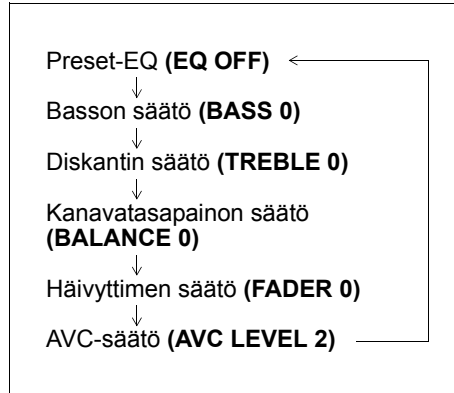 Preset-EQ (EQ OFF)
Basson säätö (BASS 0)
Diskantin säätö (TREBLE 0)
Kanavatasapainon säätö
(BALANCE 0)
Häivyttimen säätö (FADER 0)
AVC-säätö (AVC LEVEL 2)